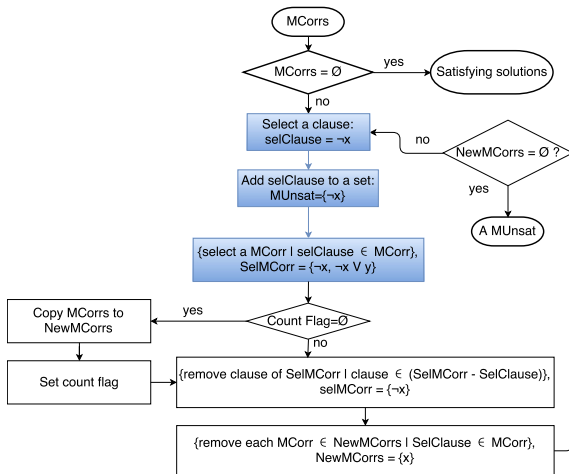 MCorrs
MCorrs = Ø
yes
Satisfying solutions
no
Select a clause:
selClause = ¬x
no
NewMCorrs = Ø ?
yes
A MUnsat
Add selClause to a set:
MUnsat={¬x}
{select a MCorr | selClause ∈ MCorr},
SelMCorr = {¬x, ¬x V y}
Count Flag=Ø
yes
Copy MCorrs to
NewMCorrs
no
Set count flag
{remove clause of SelMCorr | clause ∈ (SelMCorr - SelClause)},
selMCorr = {¬x}
{remove each MCorr ∈ NewMCorrs | SelClause ∈ MCorr},
NewMCorrs = {x}